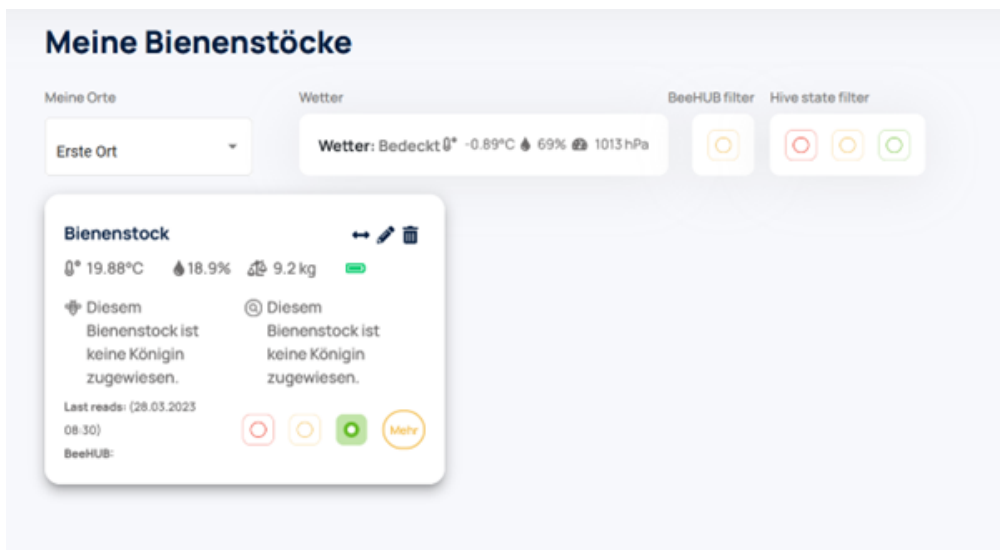 Meine Bienenstöcke
Meine Orte
Wetter
BeeHUB filter
Hive state filter
Erste Ort
Wetter: Bedeckt -0.89°C 69% 1013 hPa
Bienenstock
19.88°C 18.9% 9.2 kg
Diesem
Bienenstock ist
keine Königin
zugewiesen.
Diesem
Bienenstock ist
keine Königin
zugewiesen.
Last reads: (28.03.2023
08:30)
BeeHUB:
Mehr